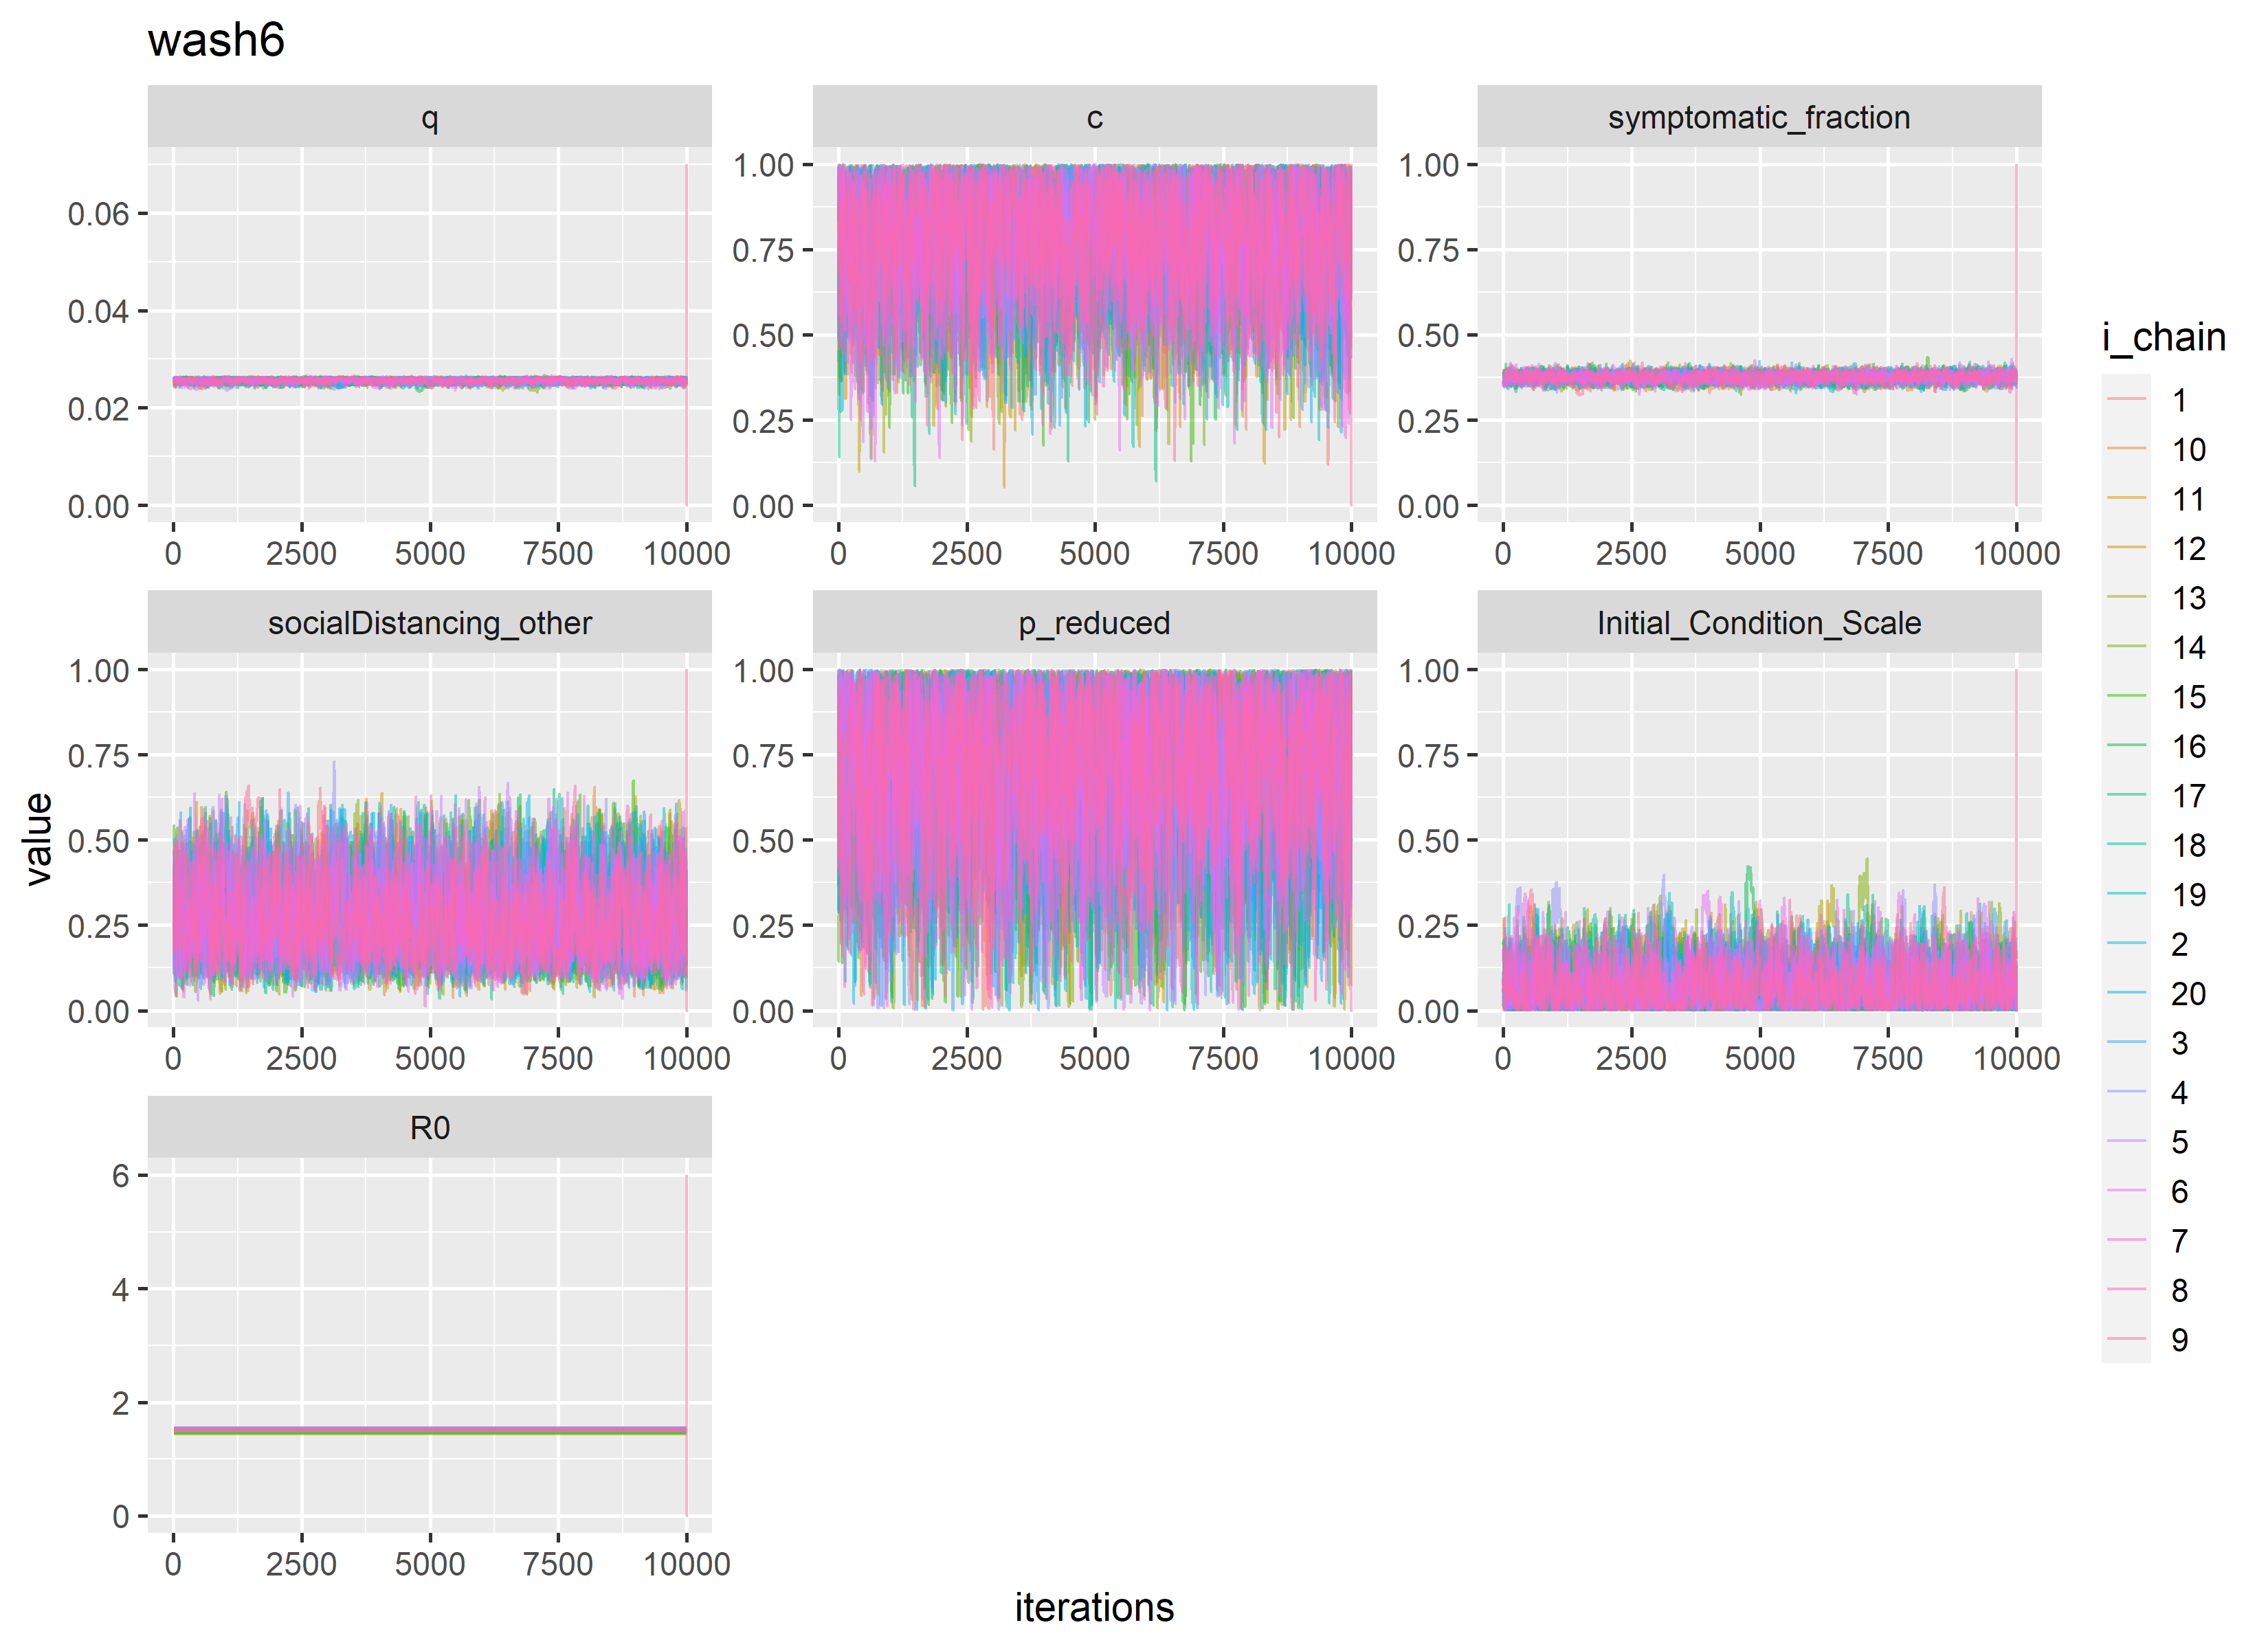 wash6
q
c
symptomatic_fraction
0.06
0.04
0.02
0.00
1.00
0.75
0.50
0.25
0.00
1.00
0.75
0.50
0.25
0.00
0 2500 5000 7500 10000
0 2500 5000 7500 10000
0 2500 5000 7500 10000
socialDistancing_other
p_reduced
Initial_Condition_Scale
1.00
0.75
0.50
0.25
0.00
1.00
0.75
0.50
0.25
0.00
1.00
0.75
0.50
0.25
0.00
0 2500 5000 7500 10000
0 2500 5000 7500 10000
0 2500 5000 7500 10000
R0
6
4
2
0
0 2500 5000 7500 10000
value
iterations
i_chain
1
10
11
12
13
14
15
16
17
18
19
2
20
3
4
5
6
7
8
9